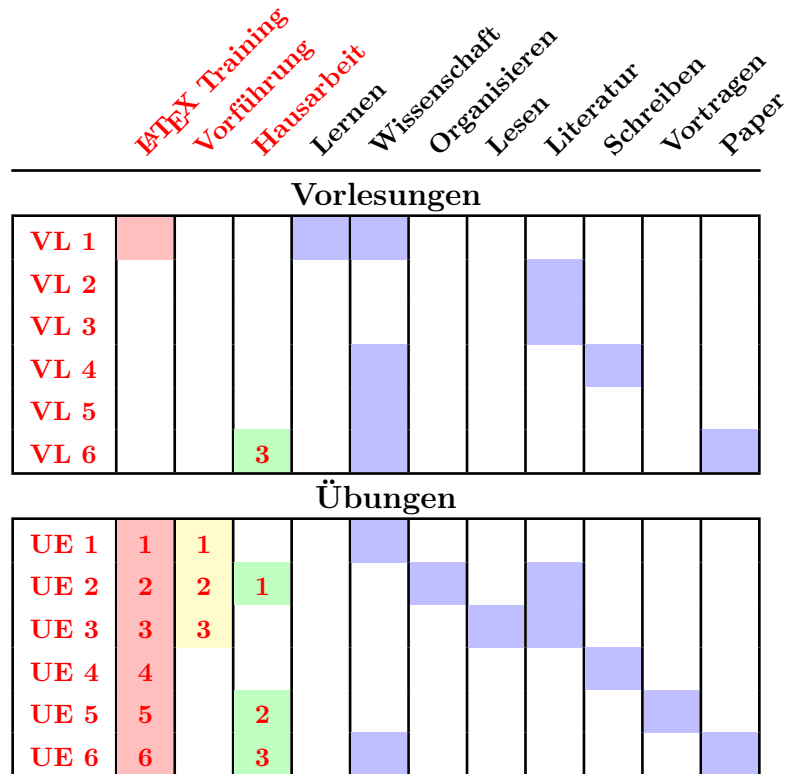 LATEX Training Vorführung Hausarbeit Lernen Wissenschaft Organisieren Lesen Literatur Schreiben Vortragen Paper
Vorlesungen
VL 1
VL 2
VL 3
VL 4
VL 5
VL 6 3
Übungen
UE 1 1 1
UE 2 2 2 1
UE 3 3 3
UE 4 4
UE 5 5 2
UE 6 6 3